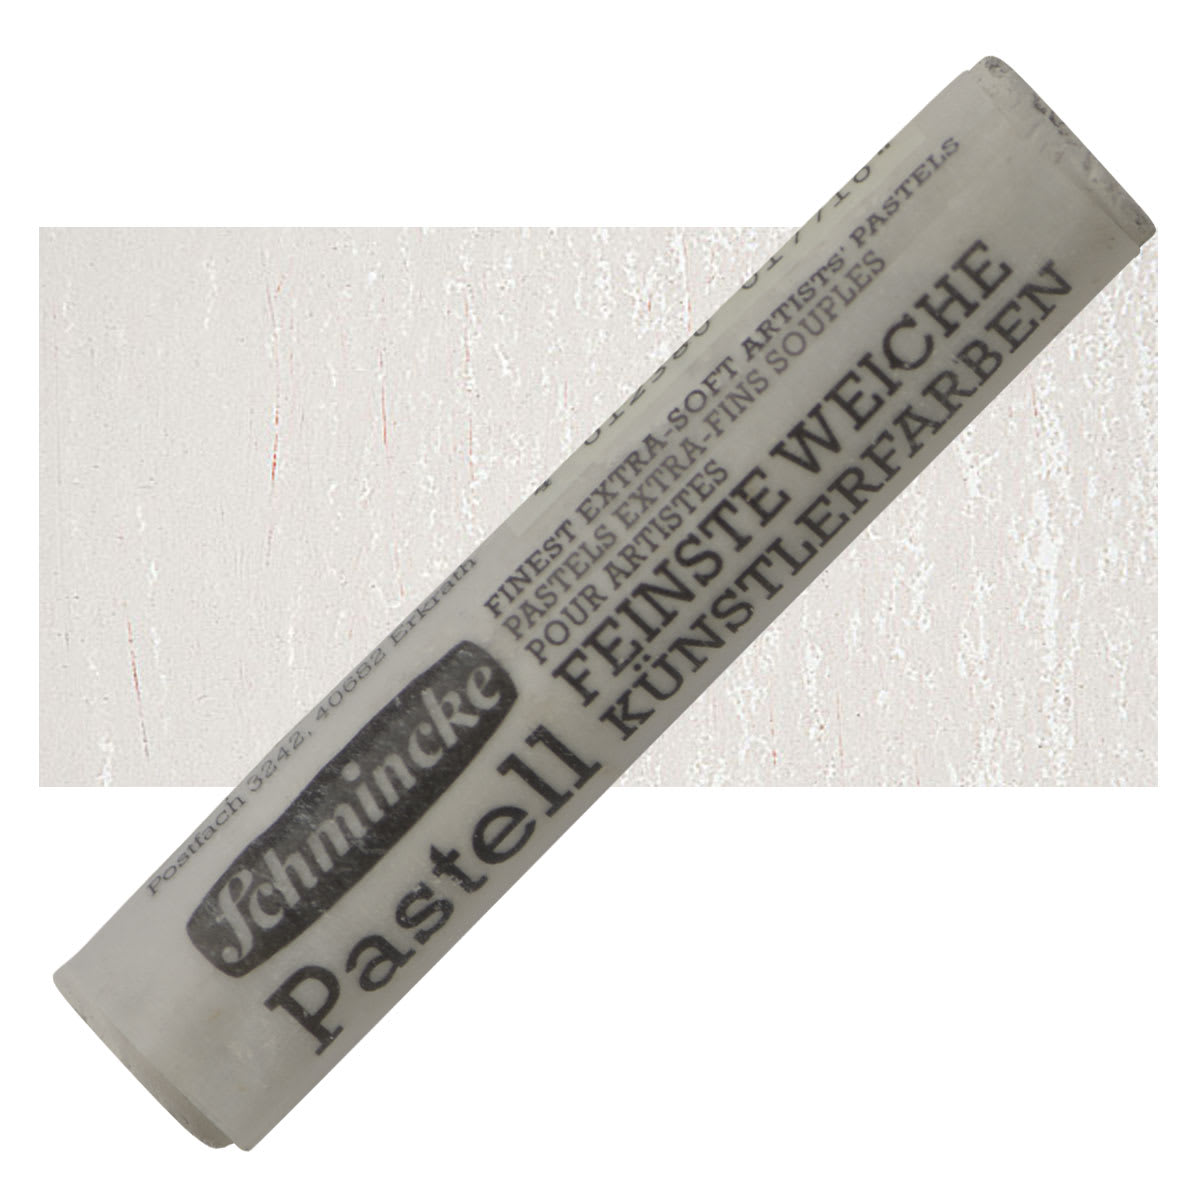 FINEST EXTRA-SOFT ARTISTS' PASTELS
PASTELS EXTRA-FINS SOUPLES
POUR ARTISTES
FEINSTE WEICHE
KÜNSTLERFARBEN
Postfach 3242, 40682 Erkrath
Schmincke
Pastell